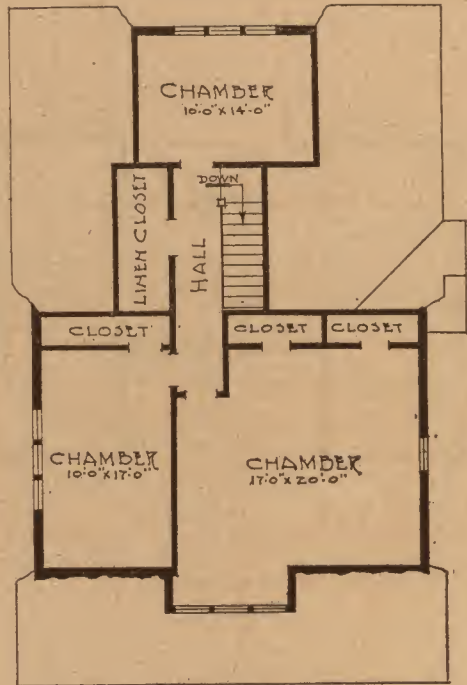 CHAMBER
10'-0" X 14'-0"
DOWN
LINEN CLOSET
HALL
CLOSET
CLOSET
CLOSET
CHAMBER
10'-0" X 17'-0"
CHAMBER
17'-0" X 20'-0"